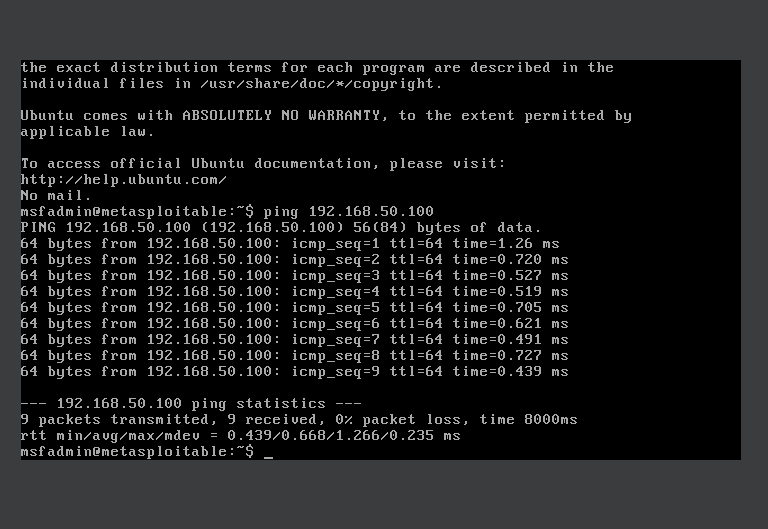 the exact distribution terms for each program are described in the
individual files in /usr/share/doc/*/copyright.
Ubuntu comes with ABSOLUTELY NO WARRANTY, to the extent permitted by
applicable law.
To access official Ubuntu documentation, please visit:
http://help.ubuntu.com/
No mail.
msfadmin@metasploitable:~$ ping 192.168.50.100
PING 192.168.50.100 (192.168.50.100) 56(84) bytes of data.
64 bytes from 192.168.50.100: icmp_seq=1 ttl=64 time=1.26 ms
64 bytes from 192.168.50.100: icmp_seq=2 ttl=64 time=0.720 ms
64 bytes from 192.168.50.100: icmp_seq=3 ttl=64 time=0.527 ms
64 bytes from 192.168.50.100: icmp_seq=4 ttl=64 time=0.519 ms
64 bytes from 192.168.50.100: icmp_seq=5 ttl=64 time=0.705 ms
64 bytes from 192.168.50.100: icmp_seq=6 ttl=64 time=0.621 ms
64 bytes from 192.168.50.100: icmp_seq=7 ttl=64 time=0.491 ms
64 bytes from 192.168.50.100: icmp_seq=8 ttl=64 time=0.727 ms
64 bytes from 192.168.50.100: icmp_seq=9 ttl=64 time=0.439 ms
--- 192.168.50.100 ping statistics ---
9 packets transmitted, 9 received, 0% packet loss, time 8000ms
rtt min/avg/max/mdev = 0.439/0.668/1.266/0.235 ms
msfadmin@metasploitable:~$ _